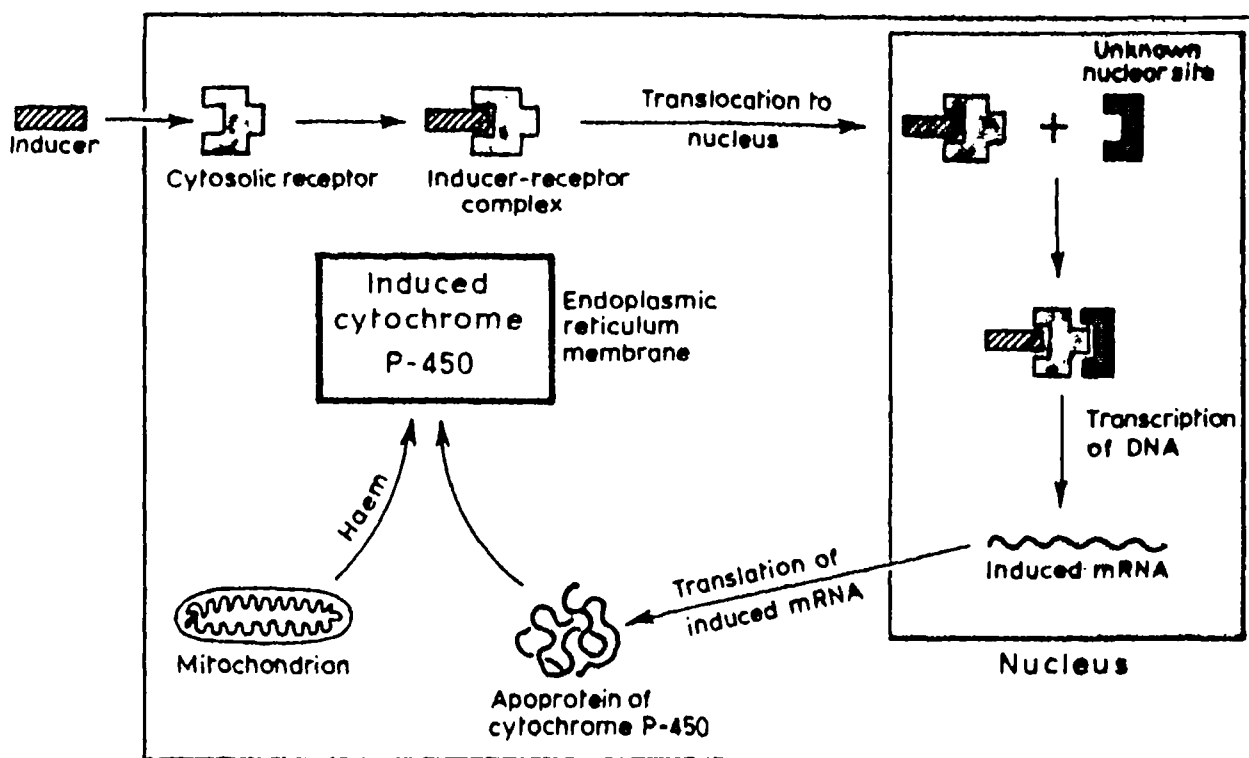 Inducer
Cytosolic receptor
Inducer-receptor
complex
Translocation to
nucleus
Unknown
nuclear site
Transcription
of DNA
Induced mRNA
Nucleus
Translation of
induced mRNA
Apoprotein of
cytochrome P-450
Mitochondrion
Haem
Induced
cytochrome
P-450
Endoplasmic
reticulum
membrane